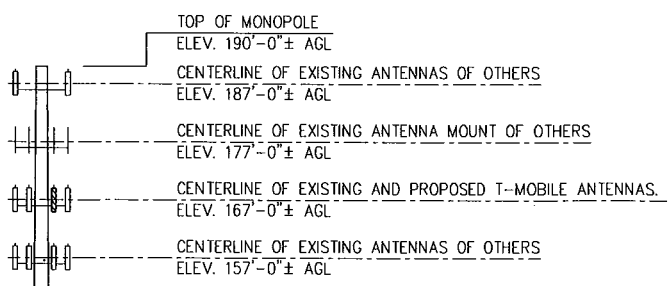 TOP OF MONOPOLE
ELEV. 190'-0"± AGL
CENTERLINE OF EXISTING ANTENNAS OF OTHERS
ELEV. 187'-0"± AGL
CENTERLINE OF EXISTING ANTENNA MOUNT OF OTHERS
ELEV. 177'-0"± AGL
CENTERLINE OF EXISTING AND PROPOSED T-MOBILE ANTENNAS.
ELEV. 167'-0"± AGL
CENTERLINE OF EXISTING ANTENNAS OF OTHERS
ELEV. 157'-0"± AGL